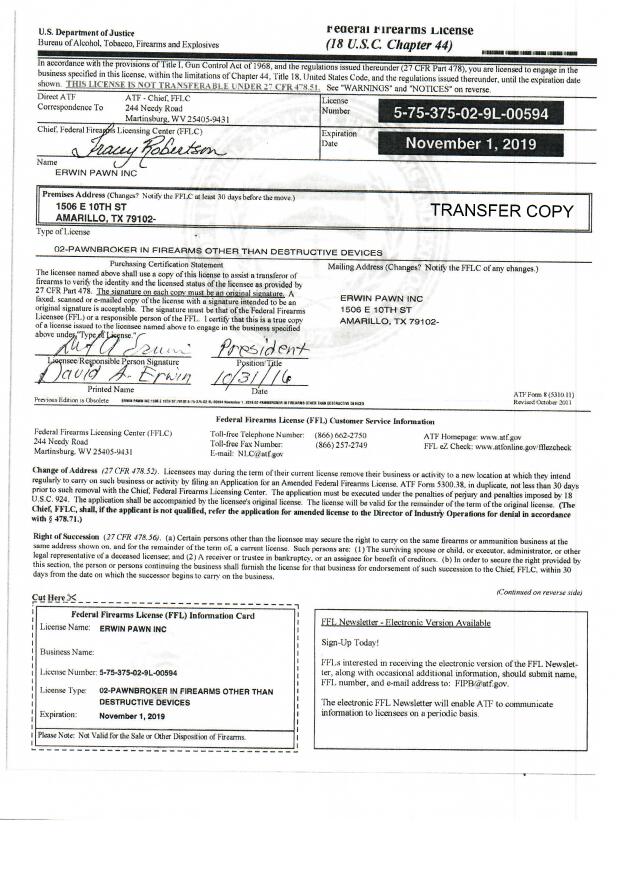 U.S. Department of Justice
Bureau of Alcohol, Tobacco, Firearms and Explosives
Federal Firearms License
(18 U.S.C. Chapter 44)
In accordance with the provisions of Title I, Gun Control Act of 1968, and the regulations issued thereunder (27 CFR Part 478), you are licensed to engage in the
business specified in this license, within the limitations of Chapter 44, Title 18, United States Code, and the regulations issued thereunder, until the expiration date
shown. THIS LICENSE IS NOT TRANSFERABLE UNDER 27 CFR 478.51. See "WARNINGS" and "NOTICES" on reverse.
Direct ATF
Correspondence To
ATF - Chief, FFLC
244 Needy Road
Martinsburg, WV 25405-9431
License
Number
5-75-375-02-9L-00594
Chief, Federal Firearms Licensing Center (FFLC)
Tracey Robertson
Expiration
Date
November 1, 2019
Name
ERWIN PAWN INC
Premises Address (Changes? Notify the FFLC at least 30 days before the move.)
1506 E 10TH ST
AMARILLO, TX 79102-
TRANSFER COPY
Type of License
02-PAWNBROKER IN FIREARMS OTHER THAN DESTRUCTIVE DEVICES
Purchasing Certification Statement
The licensee named above shall use a copy of this license to assist a transferor of
firearms to verify the identity and the licensed status of the licensee as provided by
27 CFR Part 478. The signature on each copy must be an original signature. A
faxed, scanned or e-mailed copy of the license with a signature intended to be an
original signature is acceptable. The signature must be that of the Federal Firearms
Licensee (FFL) or a responsible person of the FFL. I certify that this is a true copy
of a license issued to the licensee named above to engage in the business specified
above under "Type of License."
Mailing Address (Changes? Notify the FFLC of any changes.)
ERWIN PAWN INC
1506 E 10TH ST
AMARILLO, TX 79102-
President
Licensee/Responsible Person Signature
Position/Title
David A. Erwin
10/31/16
Printed Name
Date
ATF Form 8 (5310.11)
Revised October 2011
Previous Edition is Obsolete
Federal Firearms License (FFL) Customer Service Information
Federal Firearms Licensing Center (FFLC)
244 Needy Road
Martinsburg, WV 25405-9431
Toll-free Telephone Number: (866) 662-2750
Toll-free Fax Number: (866) 257-2749
E-mail: NLC@atf.gov
ATF Homepage: www.atf.gov
FFL eZ Check: www.atfonline.gov/fflezcheck
Change of Address (27 CFR 478.52). Licensees may during the term of their current license remove their business or activity to a new location at which they intend
regularly to carry on such business or activity by filing an Application for an Amended Federal Firearms License, ATF Form 5300.38, in duplicate, not less than 30 days
prior to such removal with the Chief, Federal Firearms Licensing Center. The application must be executed under the penalties of perjury and penalties imposed by 18
U.S.C. 924. The application shall be accompanied by the licensee's original license. The license will be valid for the remainder of the term of the original license. (The
Chief, FFLC, shall, if the applicant is not qualified, refer the application for amended license to the Director of Industry Operations for denial in accordance
with § 478.71.)
Right of Succession (27 CFR 478.56). (a) Certain persons other than the licensee may secure the right to carry on the same firearms or ammunition business at the
same address shown on, and for the remainder of the term of, a current license. Such persons are: (1) The surviving spouse or child, or executor, administrator, or other
legal representative of a deceased licensee; and (2) A receiver or trustee in bankruptcy, or an assignee for benefit of creditors. (b) In order to secure the right provided by
this section, the person or persons continuing the business shall furnish the license for that business for endorsement of such succession to the Chief, FFLC, within 30
days from the date on which the successor begins to carry on the business.
(Continued on reverse side)
Cut Here
Federal Firearms License (FFL) Information Card
License Name: ERWIN PAWN INC
Business Name:
License Number: 5-75-375-02-9L-00594
License Type: 02-PAWNBROKER IN FIREARMS OTHER THAN
DESTRUCTIVE DEVICES
Expiration: November 1, 2019
Please Note: Not Valid for the Sale or Other Disposition of Firearms.
FFL Newsletter - Electronic Version Available
Sign-Up Today!
FFLs interested in receiving the electronic version of the FFL Newslet-
ter, along with occasional additional information, should submit name,
FFL number, and e-mail address to: FIPB@atf.gov.
The electronic FFL Newsletter will enable ATF to communicate
information to licensees on a periodic basis.